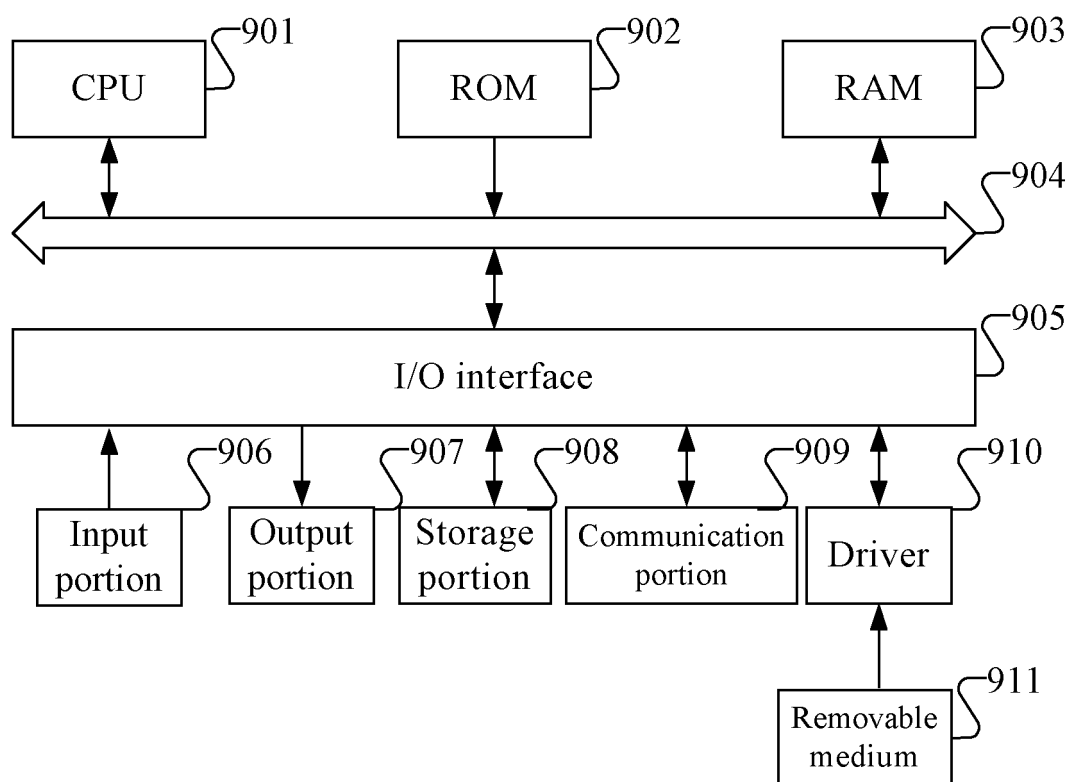 901
902
903
CPU
ROM
RAM
904
905
I/O interface
906
907
908
909
910
Input
portion
Output
portion
Storage
portion
Communication
portion
Driver
911
Removable
medium